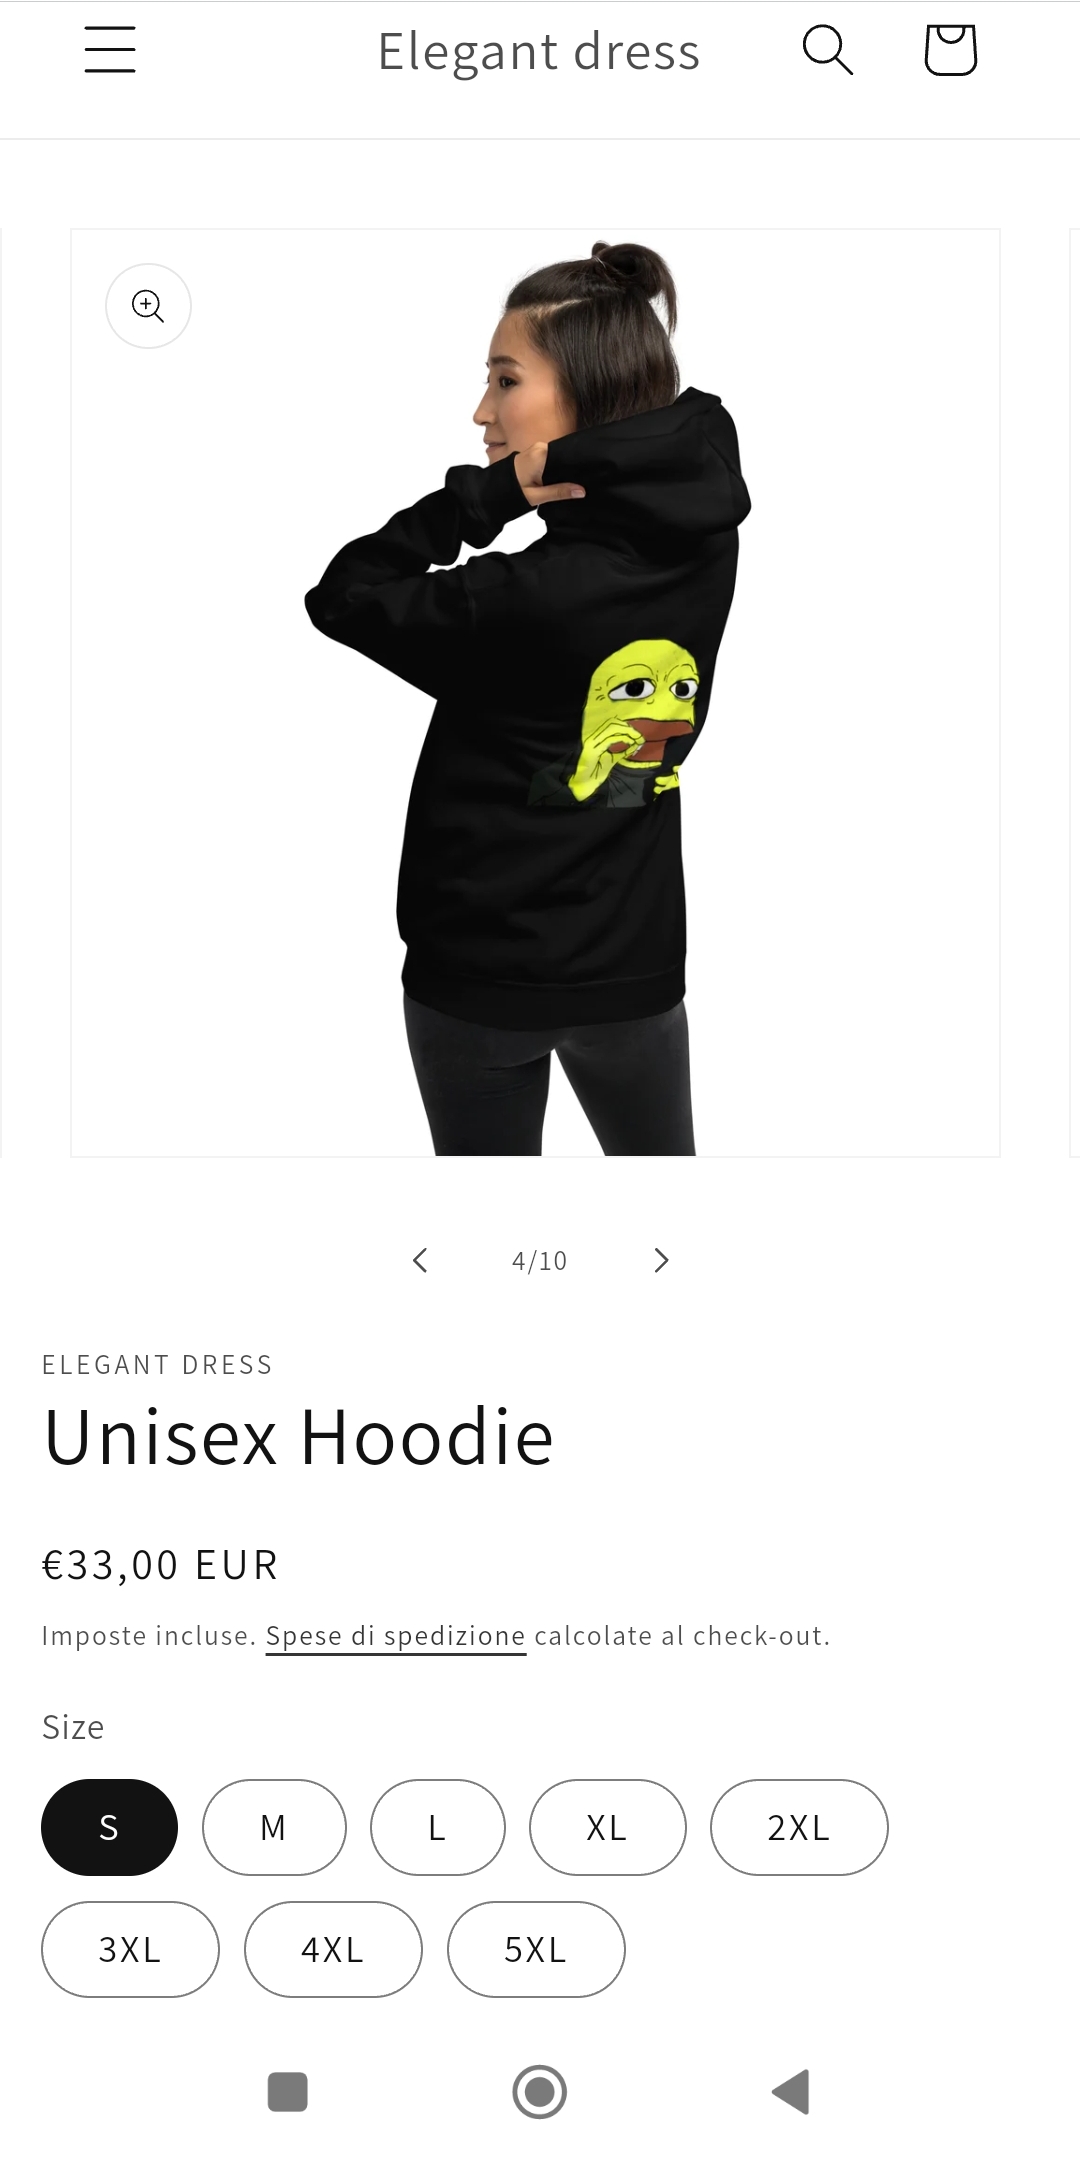 Elegant dress
4/10
ELEGANT DRESS
Unisex Hoodie
€33,00 EUR
Imposte incluse. Spese di spedizione calcolate al check-out.
Size
S M L XL 2XL
3XL 4XL 5XL